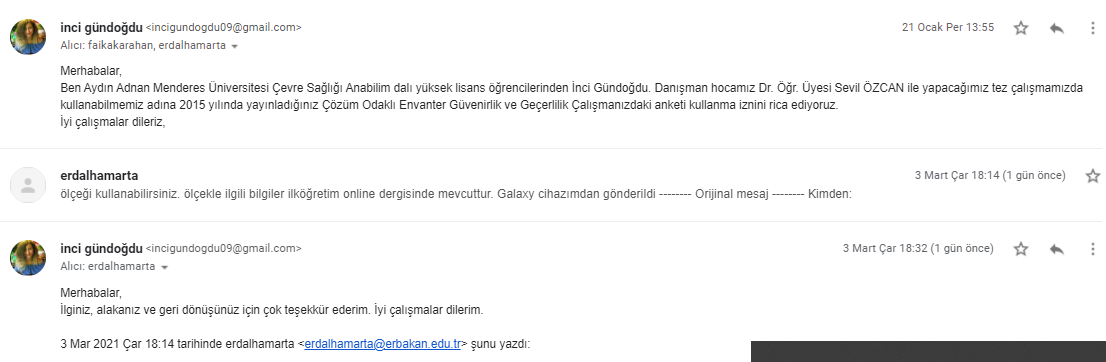 inci gündoğdu <incigundogdu09@gmail.com>
21 Ocak Per 13:55
Alıcı: faikakarahan, erdalhamarta
Merhabalar,
Ben Aydın Adnan Menderes Üniversitesi Çevre Sağlığı Anabilim dalı yüksek lisans öğrencilerinden İnci Gündoğdu. Danışman hocamız Dr. Öğr. Üyesi Sevil ÖZCAN ile yapacağımız tez çalışmamızda
kullanabilmemiz adına 2015 yılında yayınladığınız Çözüm Odaklı Envanter Güvenirlik ve Geçerlilik Çalışmanızdaki anketi kullanma iznini rica ediyoruz.
İyi çalışmalar dileriz,
erdalhamarta
3 Mart Çar 18:14 (1 gün önce)
ölçeği kullanabilirsiniz. ölçekle ilgili bilgiler ilköğretim online dergisinde mevcuttur. Galaxy cihazımdan gönderildi -------- Orijinal mesaj -------- Kimden:
inci gündoğdu <incigundogdu09@gmail.com>
3 Mart Çar 18:32 (1 gün önce)
Alıcı: erdalhamarta
Merhabalar,
İlginiz, alakanız ve geri dönüşünüz için çok teşekkür ederim. İyi çalışmalar dilerim.
3 Mar 2021 Çar 18:14 tarihinde erdalhamarta <erdalhamarta@erbakan.edu.tr> şunu yazdı: